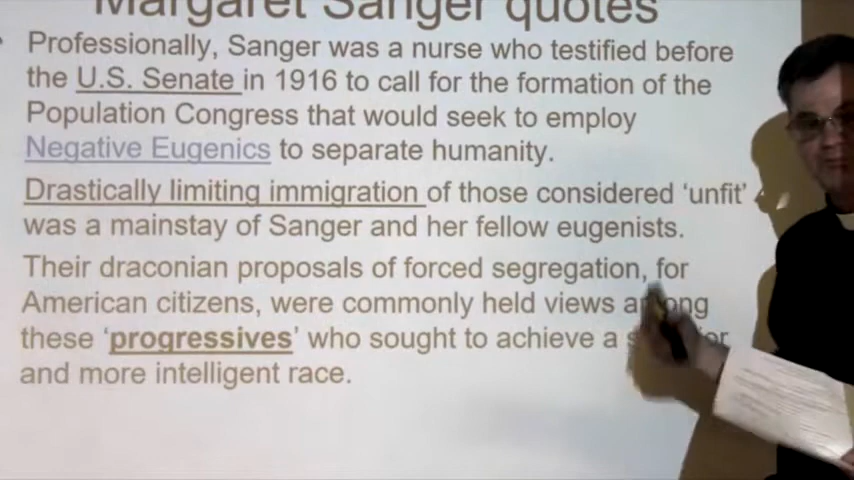 Margaret Sanger quotes
Professionally, Sanger was a nurse who testified before
the U.S. Senate in 1916 to call for the formation of the
Population Congress that would seek to employ
Negative Eugenics to separate humanity.
Drastically limiting immigration of those considered ‘unfit’
was a mainstay of Sanger and her fellow eugenists.
Their draconian proposals of forced segregation, for
American citizens, were commonly held views among
these ‘progressives’ who sought to achieve a
and more intelligent race.